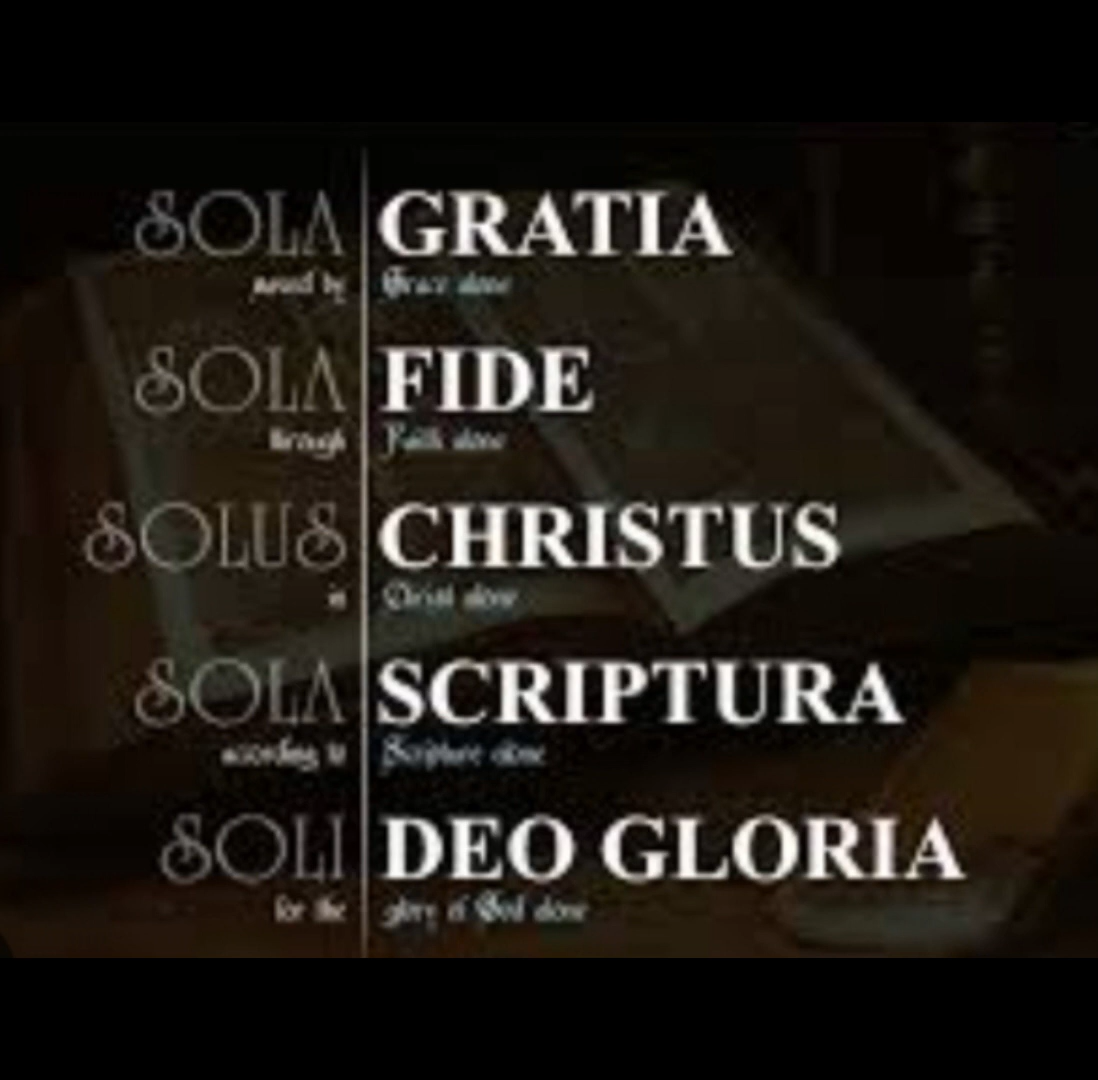 SOLA GRATIA
saved by Grace alone
SOLA FIDE
through Faith alone
SOLUS CHRISTUS
in Christ alone
SOLA SCRIPTURA
according to Scripture alone
SOLI DEO GLORIA
for the glory of God alone